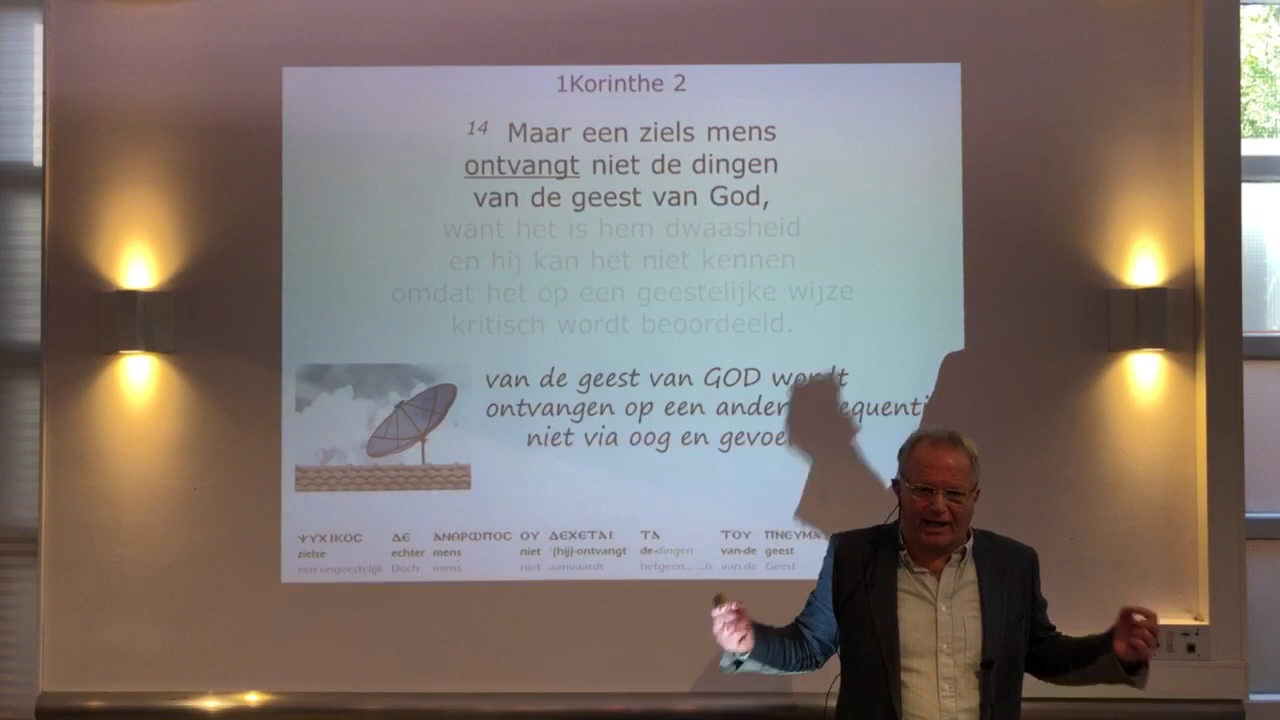 1Korinthe 2
14 Maar een ziels mens
ontvangt niet de dingen
van de geest van God,
want het is hem dwaasheid
en hij kan het niet kennen
omdat het op een geestelijke wijze
kritisch wordt beoordeeld.
van de geest van GOD wordt
ontvangen op een
niet via oog en
ΨΥΧΙΚΟC ΔΕ ΑΝΘΡΩΠΟC ΟΥ ΔΕΧΕΤΑΙ ΤΑ ΤΟΥ ΠΝΕΥΜΑ
zielse echter mens niet (hij)-ontvangt de-dingen van-de geest
een ongeestelijk Doch mens niet aanvaardt hetgeen......is van de Geest